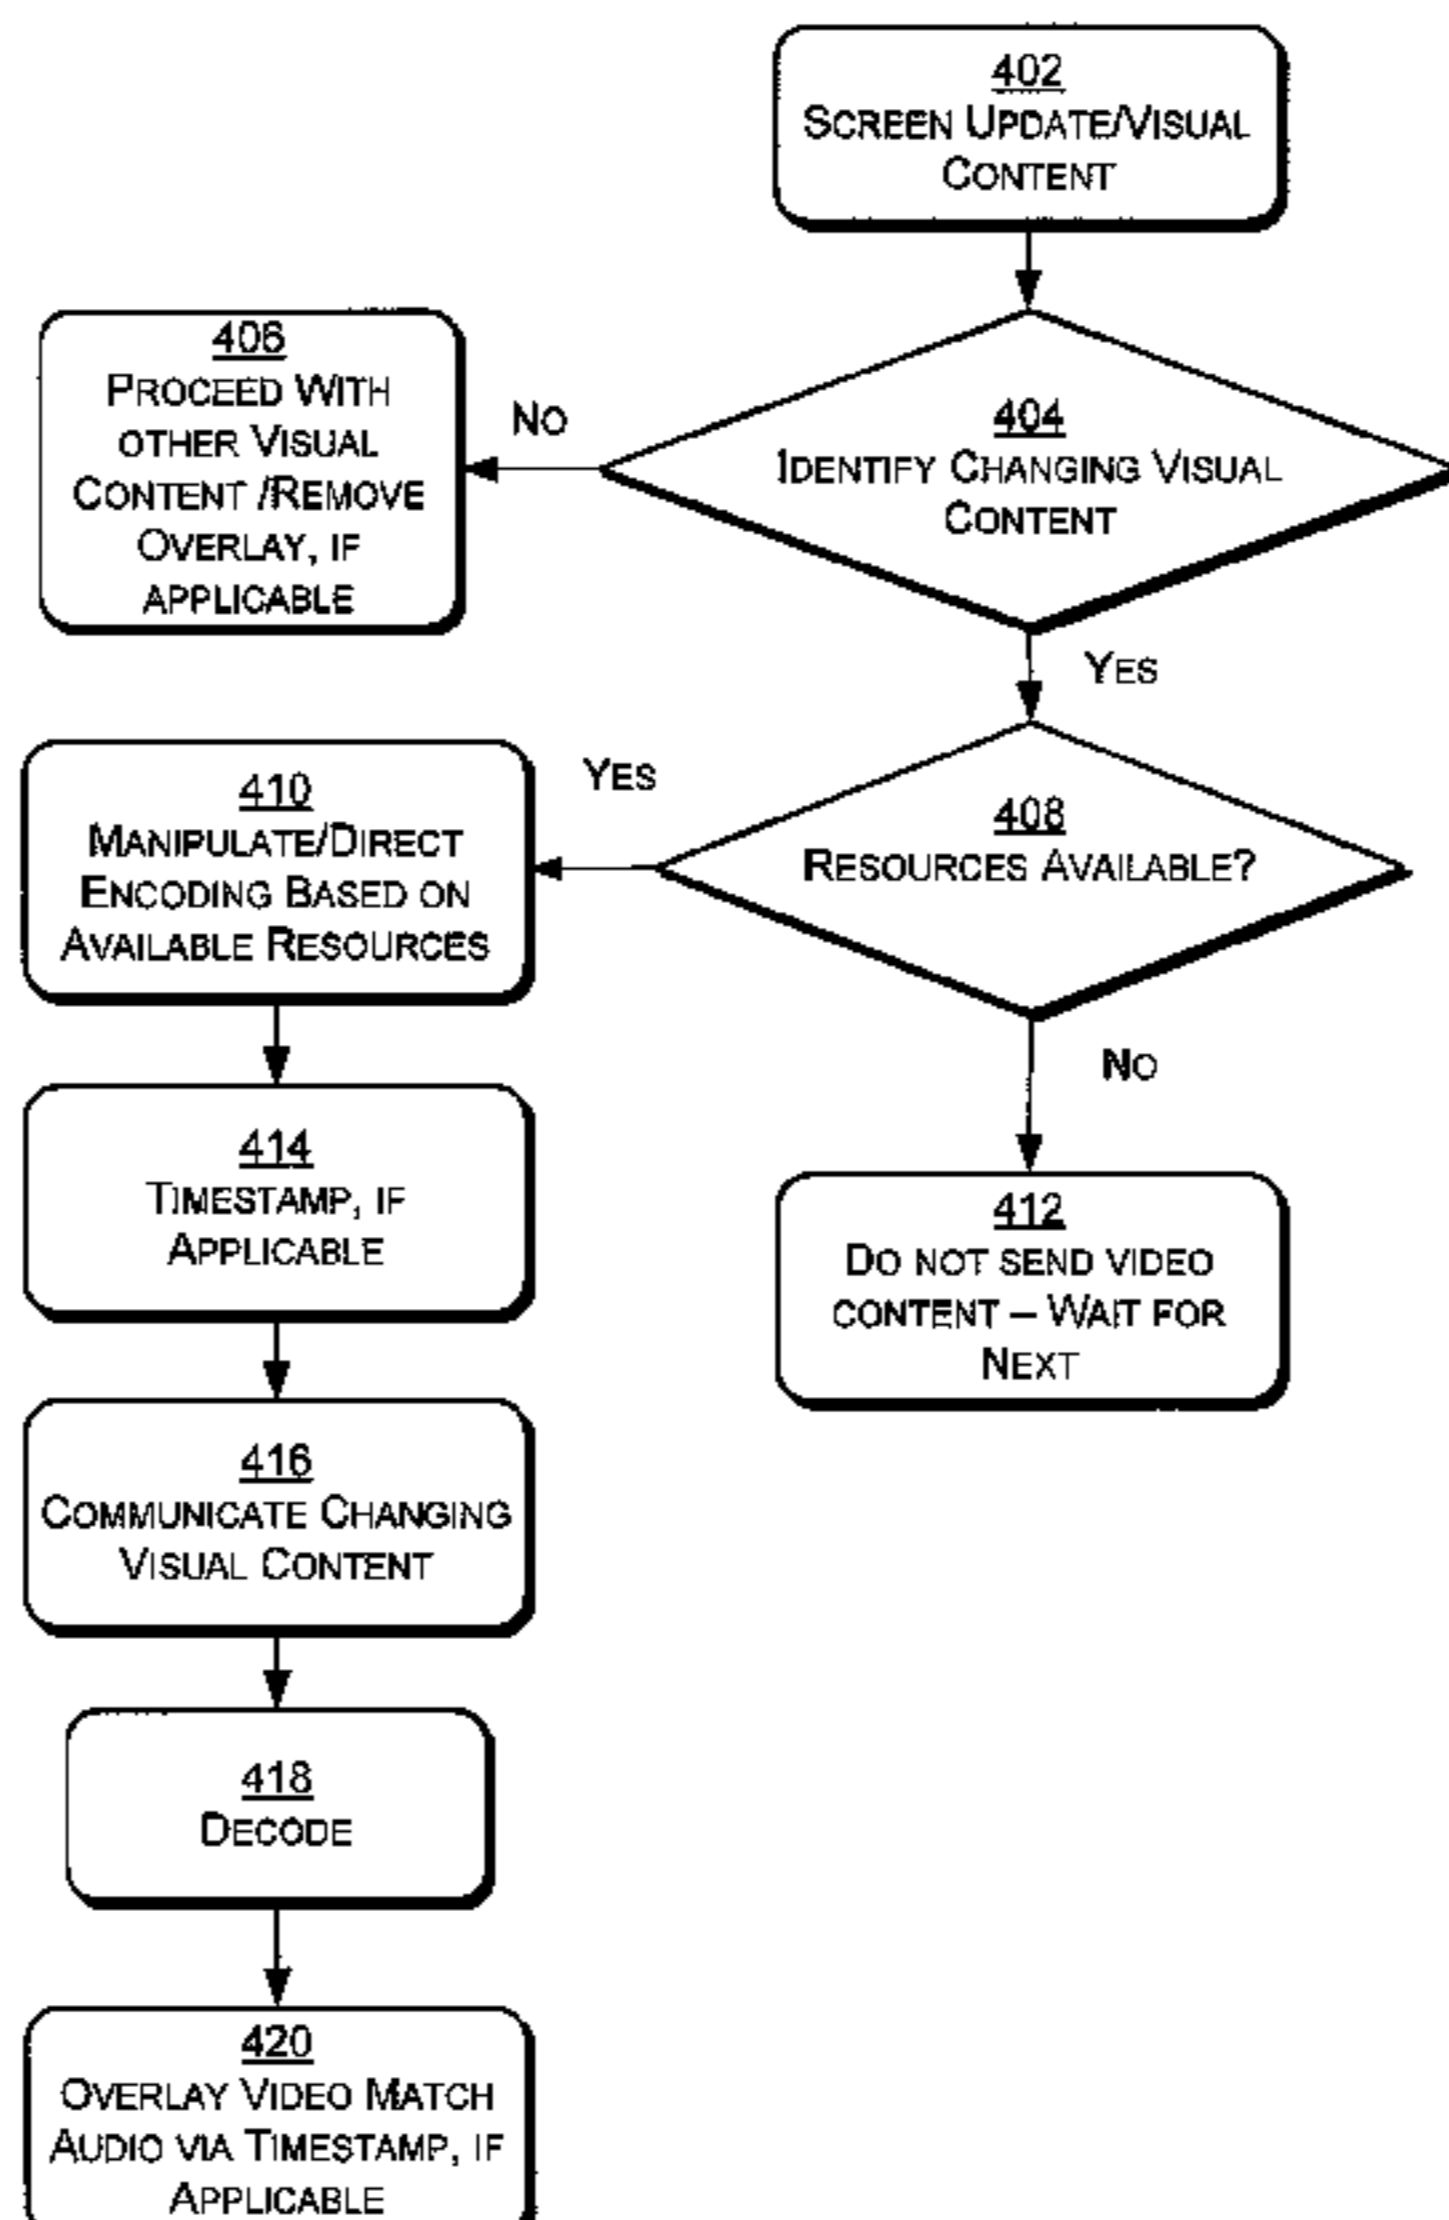 402
SCREEN UPDATE/VISUAL
CONTENT
406
PROCEED WITH
OTHER VISUAL
CONTENT /REMOVE
OVERLAY, IF
APPLICABLE
NO
404
IDENTIFY CHANGING VISUAL
CONTENT
YES
410
MANIPULATE/DIRECT
ENCODING BASED ON
AVAILABLE RESOURCES
YES
408
RESOURCES AVAILABLE?
NO
414
TIMESTAMP, IF
APPLICABLE
412
DO NOT SEND VIDEO
CONTENT – WAIT FOR
NEXT
416
COMMUNICATE CHANGING
VISUAL CONTENT
418
DECODE
420
OVERLAY VIDEO MATCH
AUDIO VIA TIMESTAMP, IF
APPLICABLE